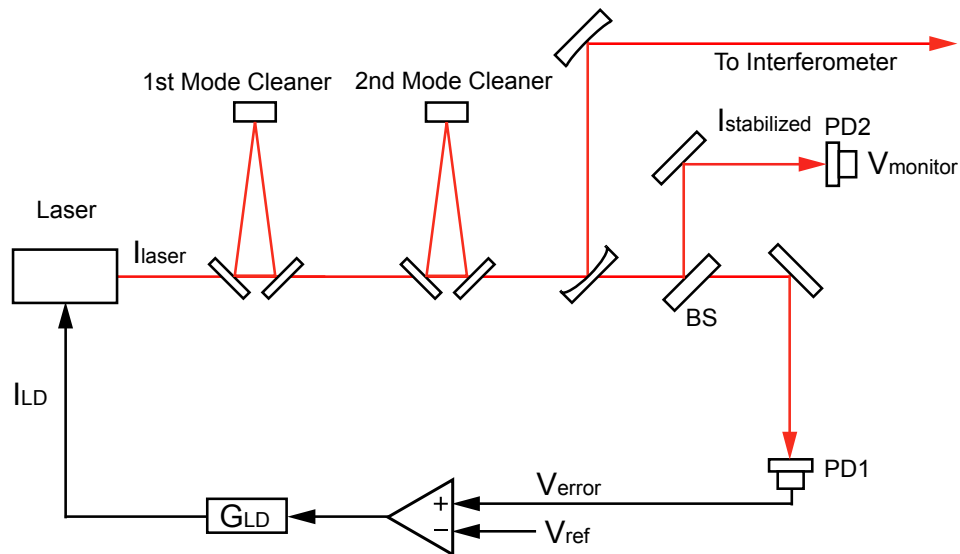 To Interferometer
1st Mode Cleaner
2nd Mode Cleaner
Istabilized
PD2
Vmonitor
Laser
Ilaser
BS
ILD
PD1
Verror
GLD
+
−
Vref